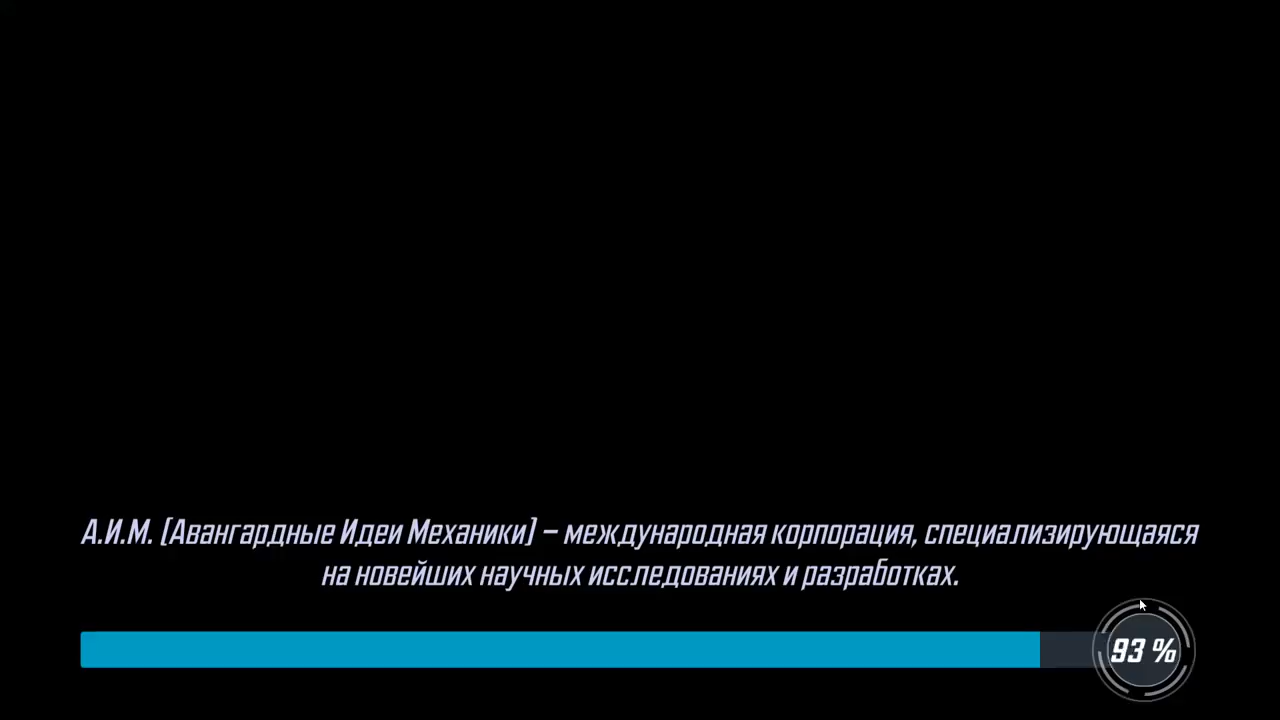 А.И.М. (Авангардные Идеи Механики) – международная корпорация, специализирующаяся
на новейших научных исследованиях и разработках.
93 %